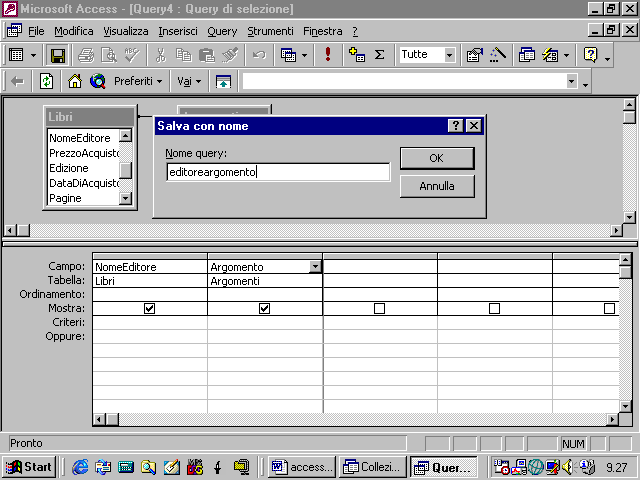 Microsoft Access - [Query4 : Query di selezione]
File Modifica Visualizza Inserisci Formato Query Strumenti Finestra ?
Tutte
Preferiti Vai
Libri
NomeEditore
PrezzoAcquisto
Edizione
DataDiAcquisto
Pagine
Salva con nome
Nome query:
editoreargomento
OK
Annulla
Campo: NomeEditore Argomento
Tabella: Libri Argomenti
Ordinamento:
Mostra:
Criteri:
Oppure:
Pronto NUM
Start access... Collezi... Quer... 9.27